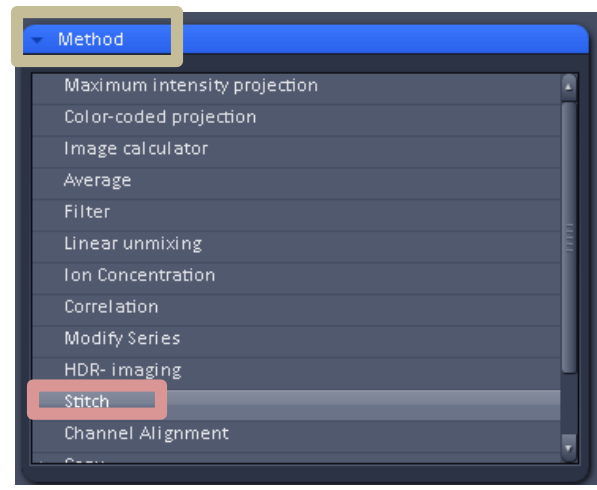 Method
Maximum intensity projection
Color-coded projection
Image calculator
Average
Filter
Linear unmixing
Ion Concentration
Correlation
Modify Series
HDR- imaging
Stitch
Channel Alignment